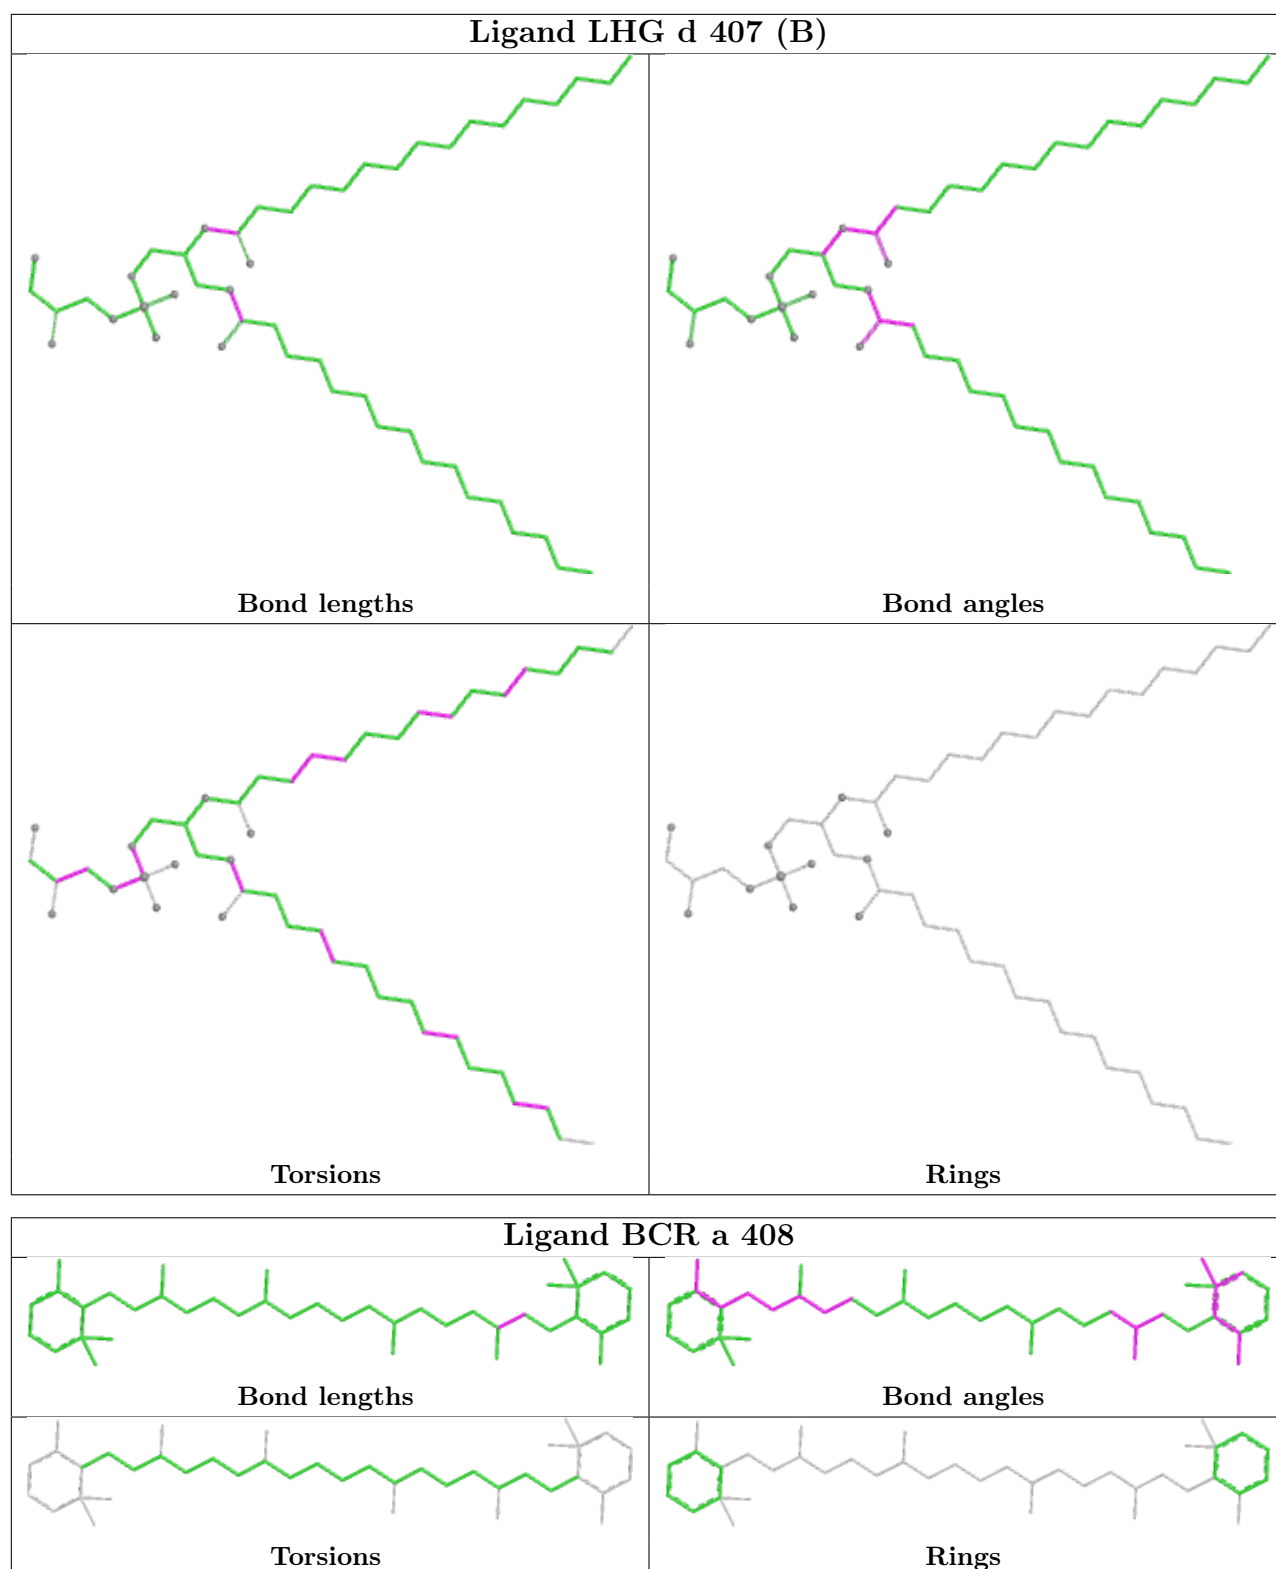 Ligand LHG d 407 (B)
Bond lengths
Bond angles
Torsions
Rings
Ligand BCR a 408
Bond lengths
Bond angles
Torsions
Rings